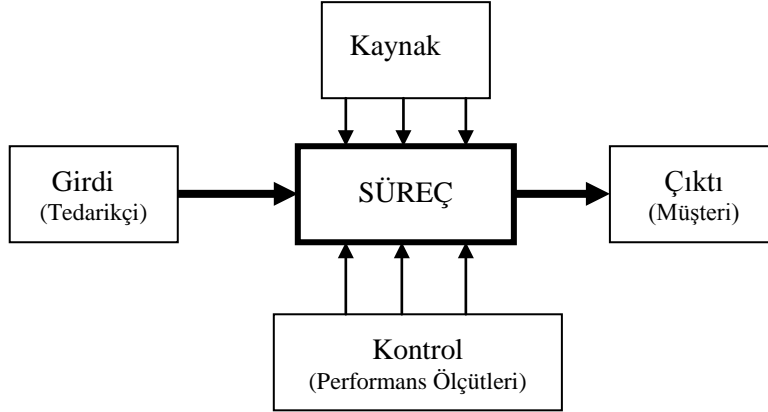 Kaynak
Girdi
(Tedarikçi)
SÜREÇ
Çıktı
(Müşteri)
Kontrol
(Performans Ölçütleri)